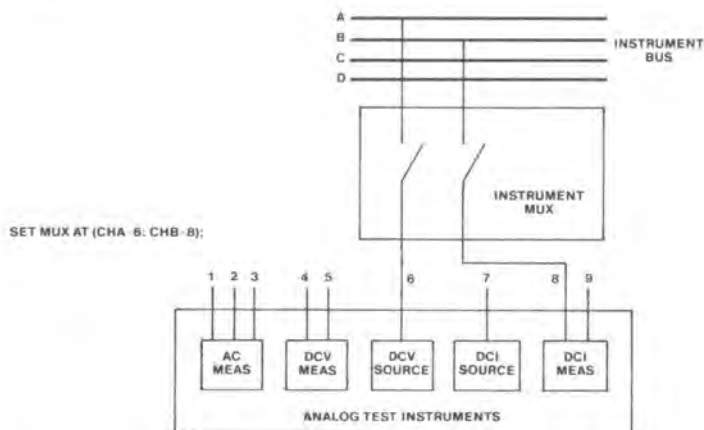 A
B
C
D
INSTRUMENT
BUS
INSTRUMENT
MUX
SET MUX AT (CHA-6: CHB-8);
1 2 3 4 5 6 7 8 9
AC
MEAS
DCV
MEAS
DCV
SOURCE
DCI
SOURCE
DCI
MEAS
ANALOG TEST INSTRUMENTS